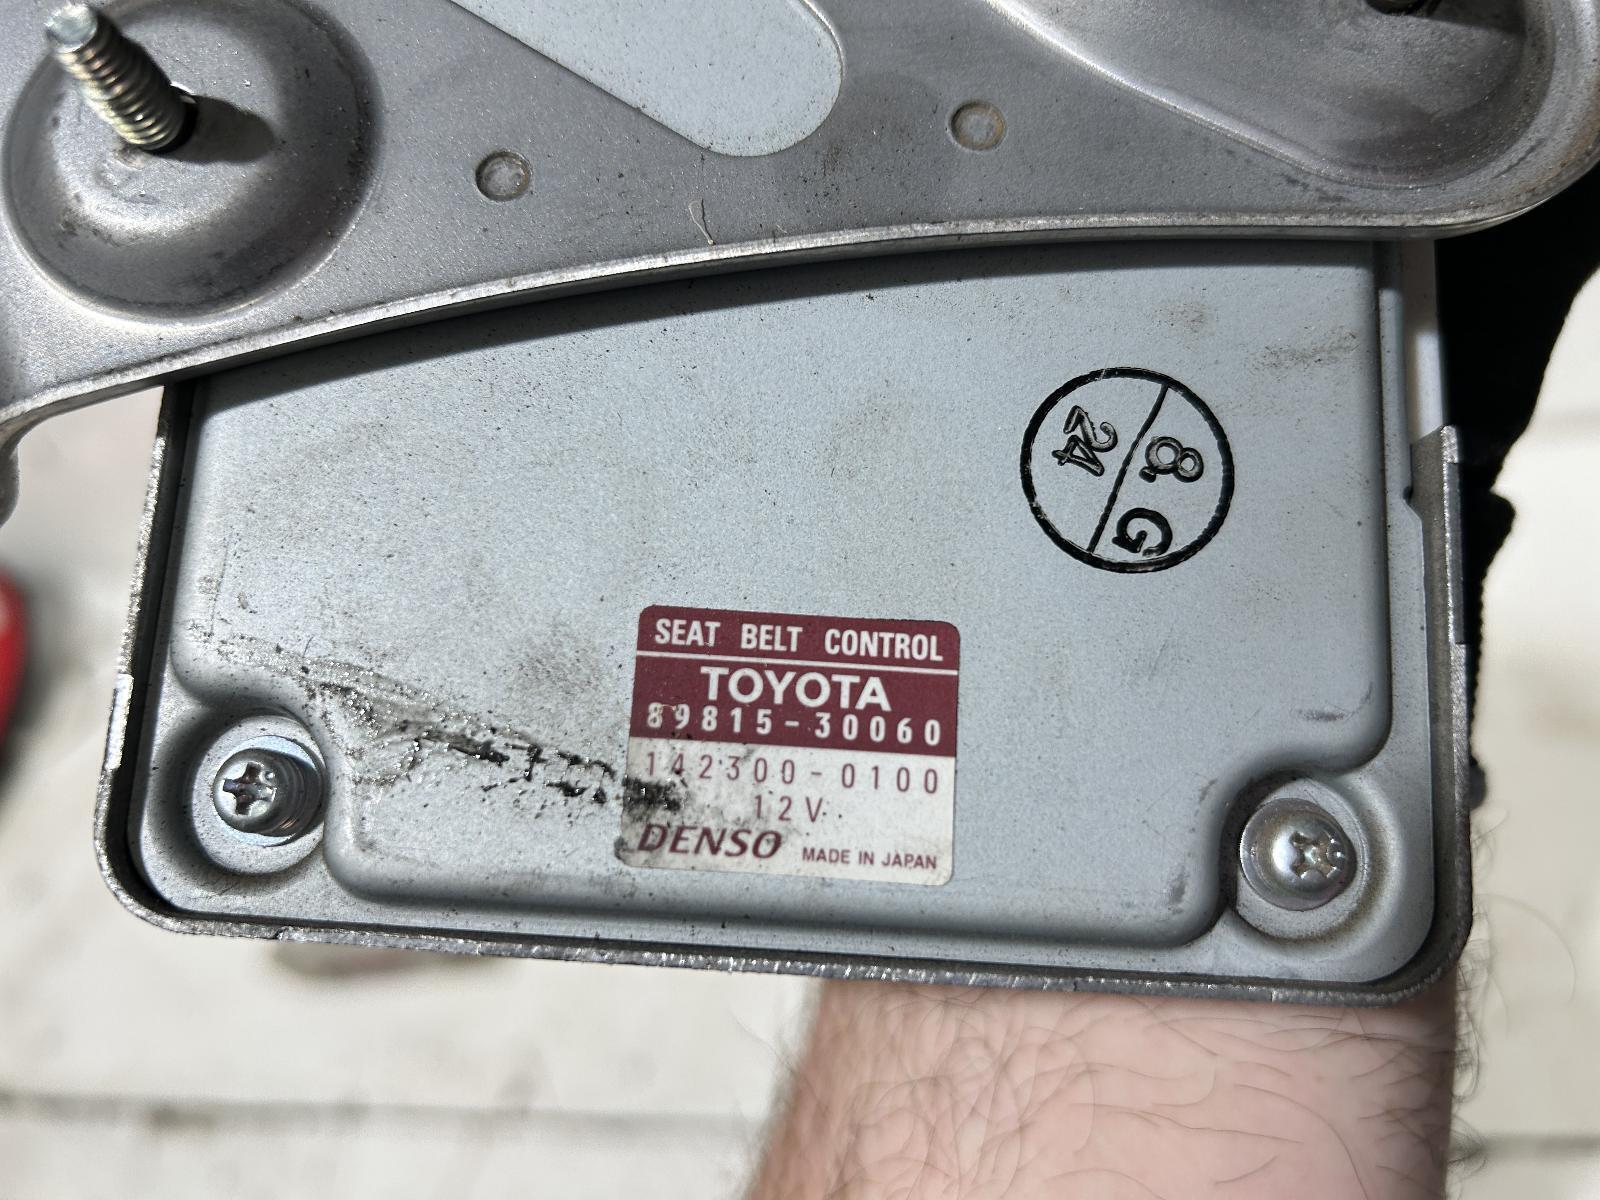 24
8
G
SEAT BELT CONTROL
TOYOTA
89815-30060
142300-0100
12V
DENSO MADE IN JAPAN